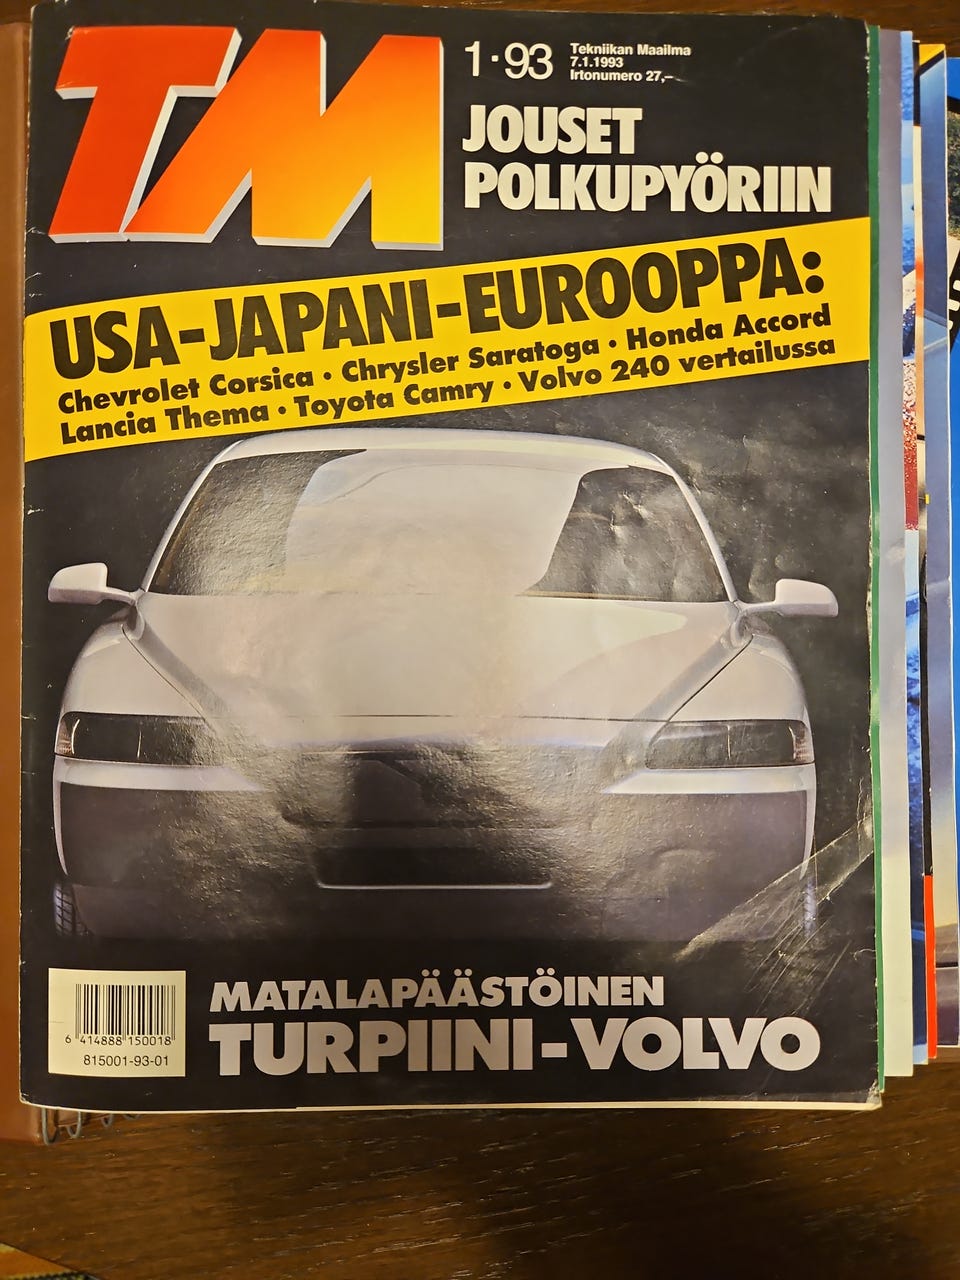 TM
1·93
Tekniikan Maailma
7.1.1993
Irtonumero 27,–
JOUSET
POLKUPYÖRIIN
USA-JAPANI-EUROOPPA:
Chevrolet Corsica · Chrysler Saratoga · Honda Accord
Lancia Thema · Toyota Camry · Volvo 240 vertailussa
MATALAPÄÄSTÖINEN
TURPIINI-VOLVO
6 414888 150018
815001-93-01